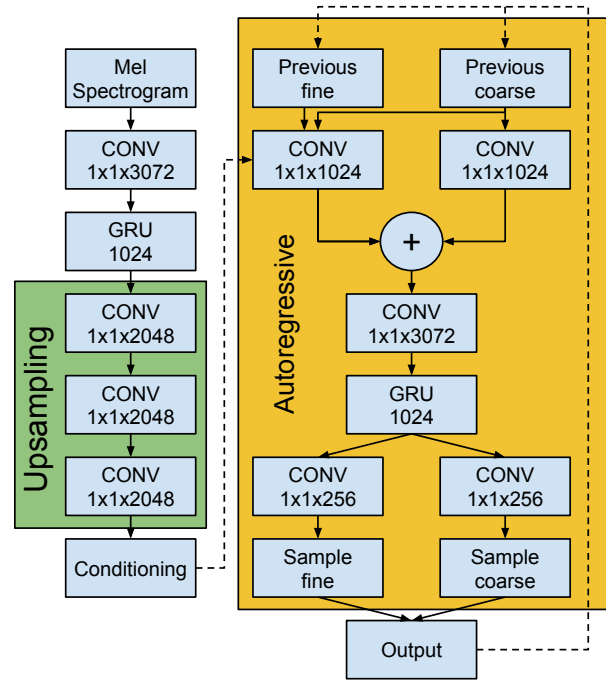 Mel
Spectrogram
CONV
1x1x3072
GRU
1024
Upsampling
CONV
1x1x2048
CONV
1x1x2048
CONV
1x1x2048
Conditioning
Autoregressive
Previous
fine
Previous
coarse
CONV
1x1x1024
CONV
1x1x1024
+
CONV
1x1x3072
GRU
1024
CONV
1x1x256
CONV
1x1x256
Sample
fine
Sample
coarse
Output